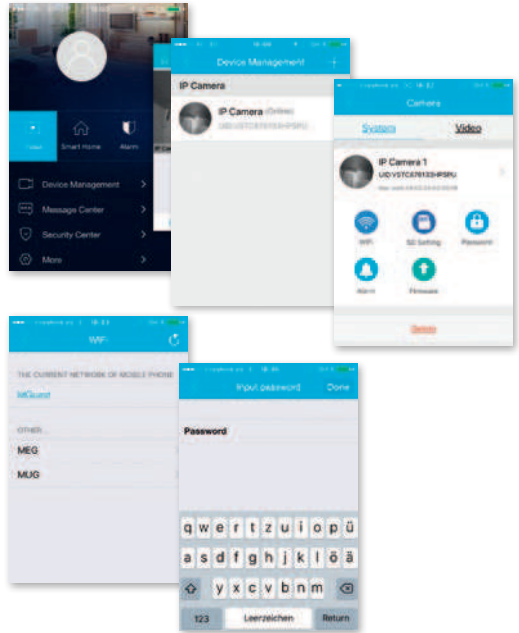 Smart Home
Alarm
Device Management
Message Center
Security Center
More
Device Management
IP Camera
IP Camera (Online)
Camera
System Video
IP Camera 1
WiFi SD Setting Password
Alarm Firmware
Delete
WiFi
THE CURRENT NETWORK OF MOBILE PHONE
OTHER...
MEG
MUG
Input password Done
Password
q w e r t z u i o p ü
a s d f g h j k l ö ä
y x c v b n m
123 Leerzeichen Return